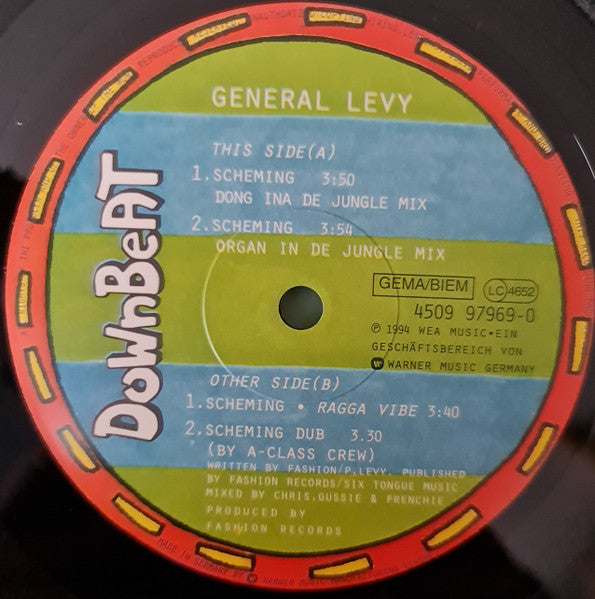 GENERAL LEVY
THIS SIDE(A)
1.SCHEMING 3:50
DONG INA DE JUNGLE MIX
2.SCHEMING 3:54
ORGAN IN DE JUNGLE MIX
DoWnBeAT
GEMA/BIEM LC 4652
4509 97969-0
℗ 1994 WEA MUSIC•EIN
GESCHÄFTSBEREICH VON
WARNER MUSIC GERMANY
OTHER SIDE(B)
1.SCHEMING • RAGGA VIBE 3:40
2.SCHEMING DUB 3.30
(BY A-CLASS CREW)
WRITTEN BY FASHION/P.LEVY. PUBLISHED
BY FASHION RECORDS/SIX TONGUE MUSIC
MIXED BY CHRIS,GUSSIE & FRENCHIE
PRODUCED BY
FASHION RECORDS
MADE IN GERMANY BY WARNER MUSIC MANUFACTURING